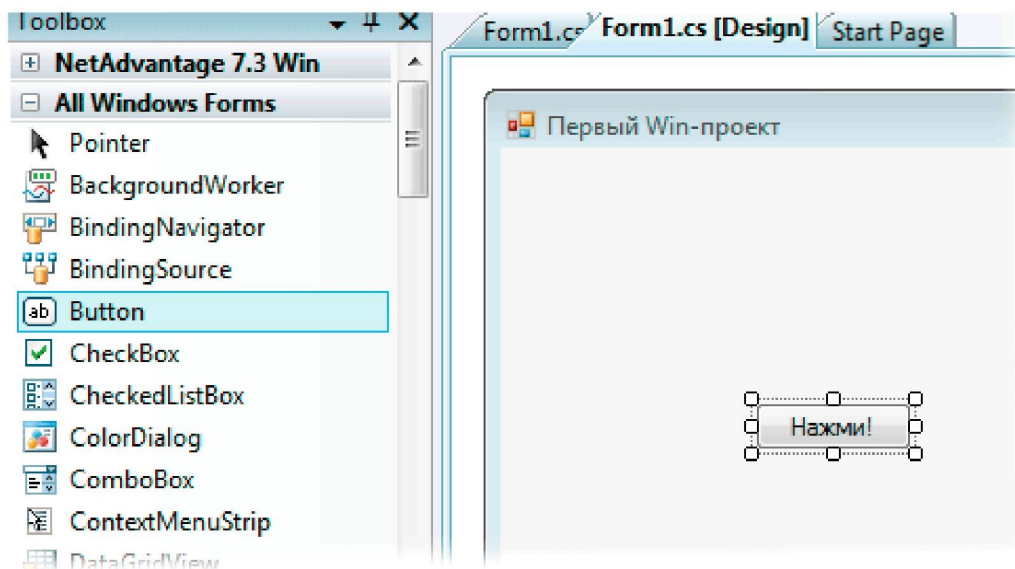 Toolbox
NetAdvantage 7.3 Win
All Windows Forms
Pointer
BackgroundWorker
BindingNavigator
BindingSource
ab Button
CheckBox
CheckedListBox
ColorDialog
ComboBox
ContextMenuStrip
DataGridView
Form1.cs Form1.cs [Design] Start Page
Первый Win-проект
Нажми!